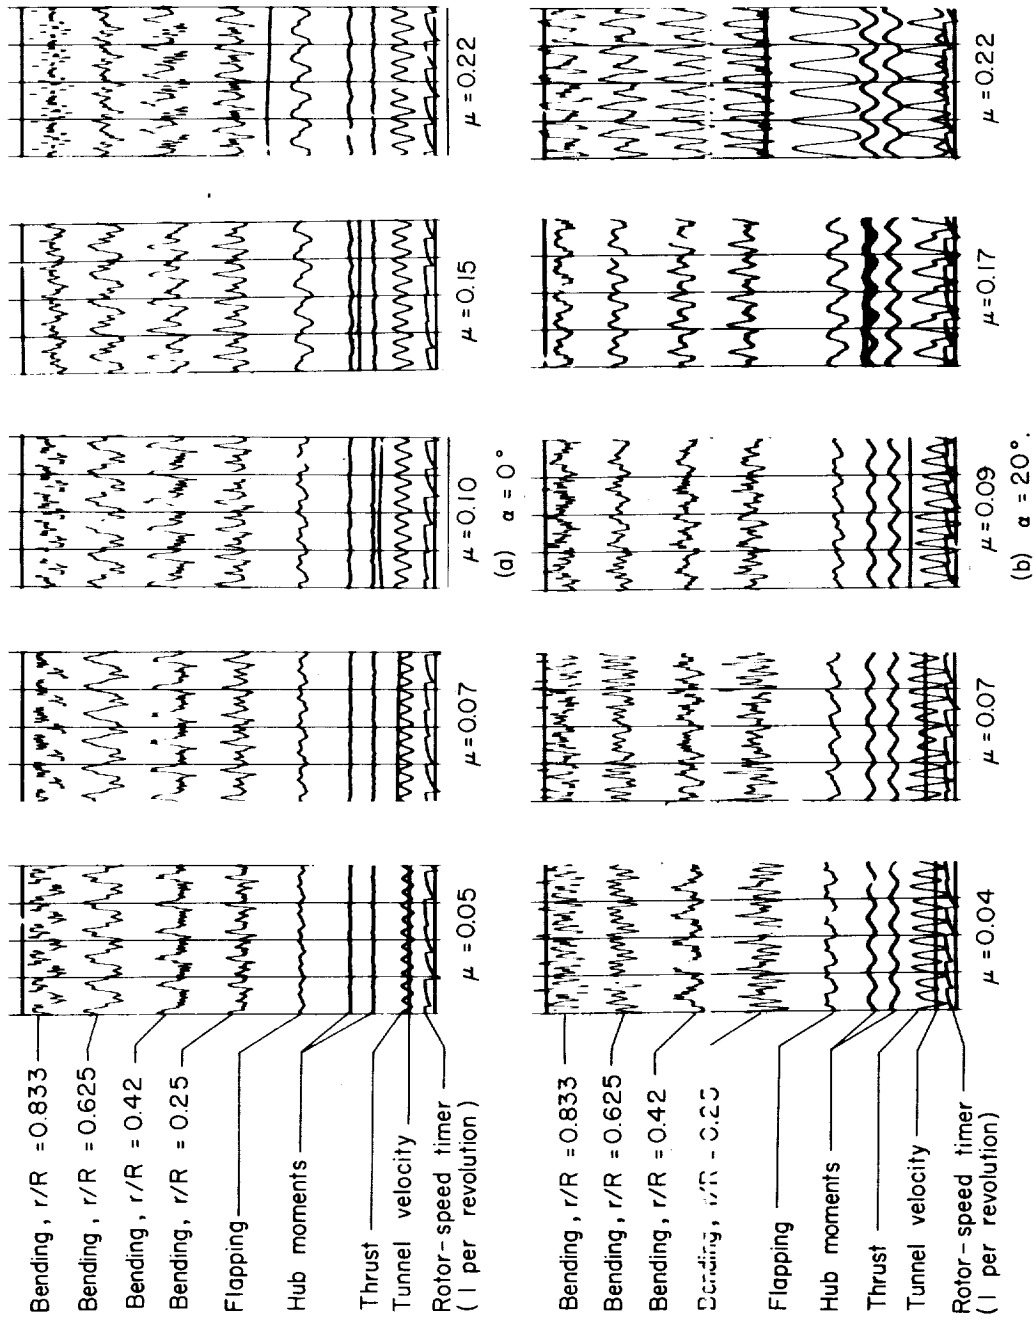 Bending, r/R = 0.833
Bending, r/R = 0.625
Bending, r/R = 0.42
Bending, r/R = 0.25
Flapping
Hub moments
Thrust
Tunnel velocity
Rotor-speed timer
(1 per revolution)
μ = 0.05
μ = 0.07
μ = 0.10
μ = 0.15
μ = 0.22
(a) α = 0°
Bending, r/R = 0.833
Bending, r/R = 0.625
Bending, r/R = 0.42
Bending, r/R = 0.25
Flapping
Hub moments
Thrust
Tunnel velocity
Rotor-speed timer
(1 per revolution)
μ = 0.04
μ = 0.07
μ = 0.09
μ = 0.17
μ = 0.22
(b) α = 20°.